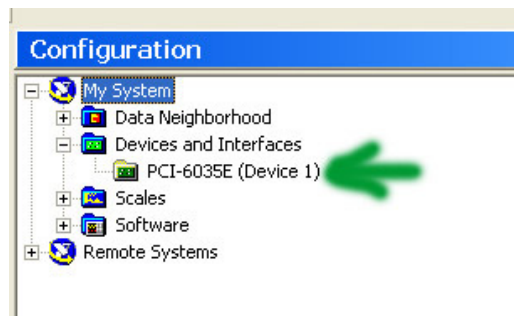 Configuration
My System
Data Neighborhood
Devices and Interfaces
PCI-6035E (Device 1)
Scales
Software
Remote Systems